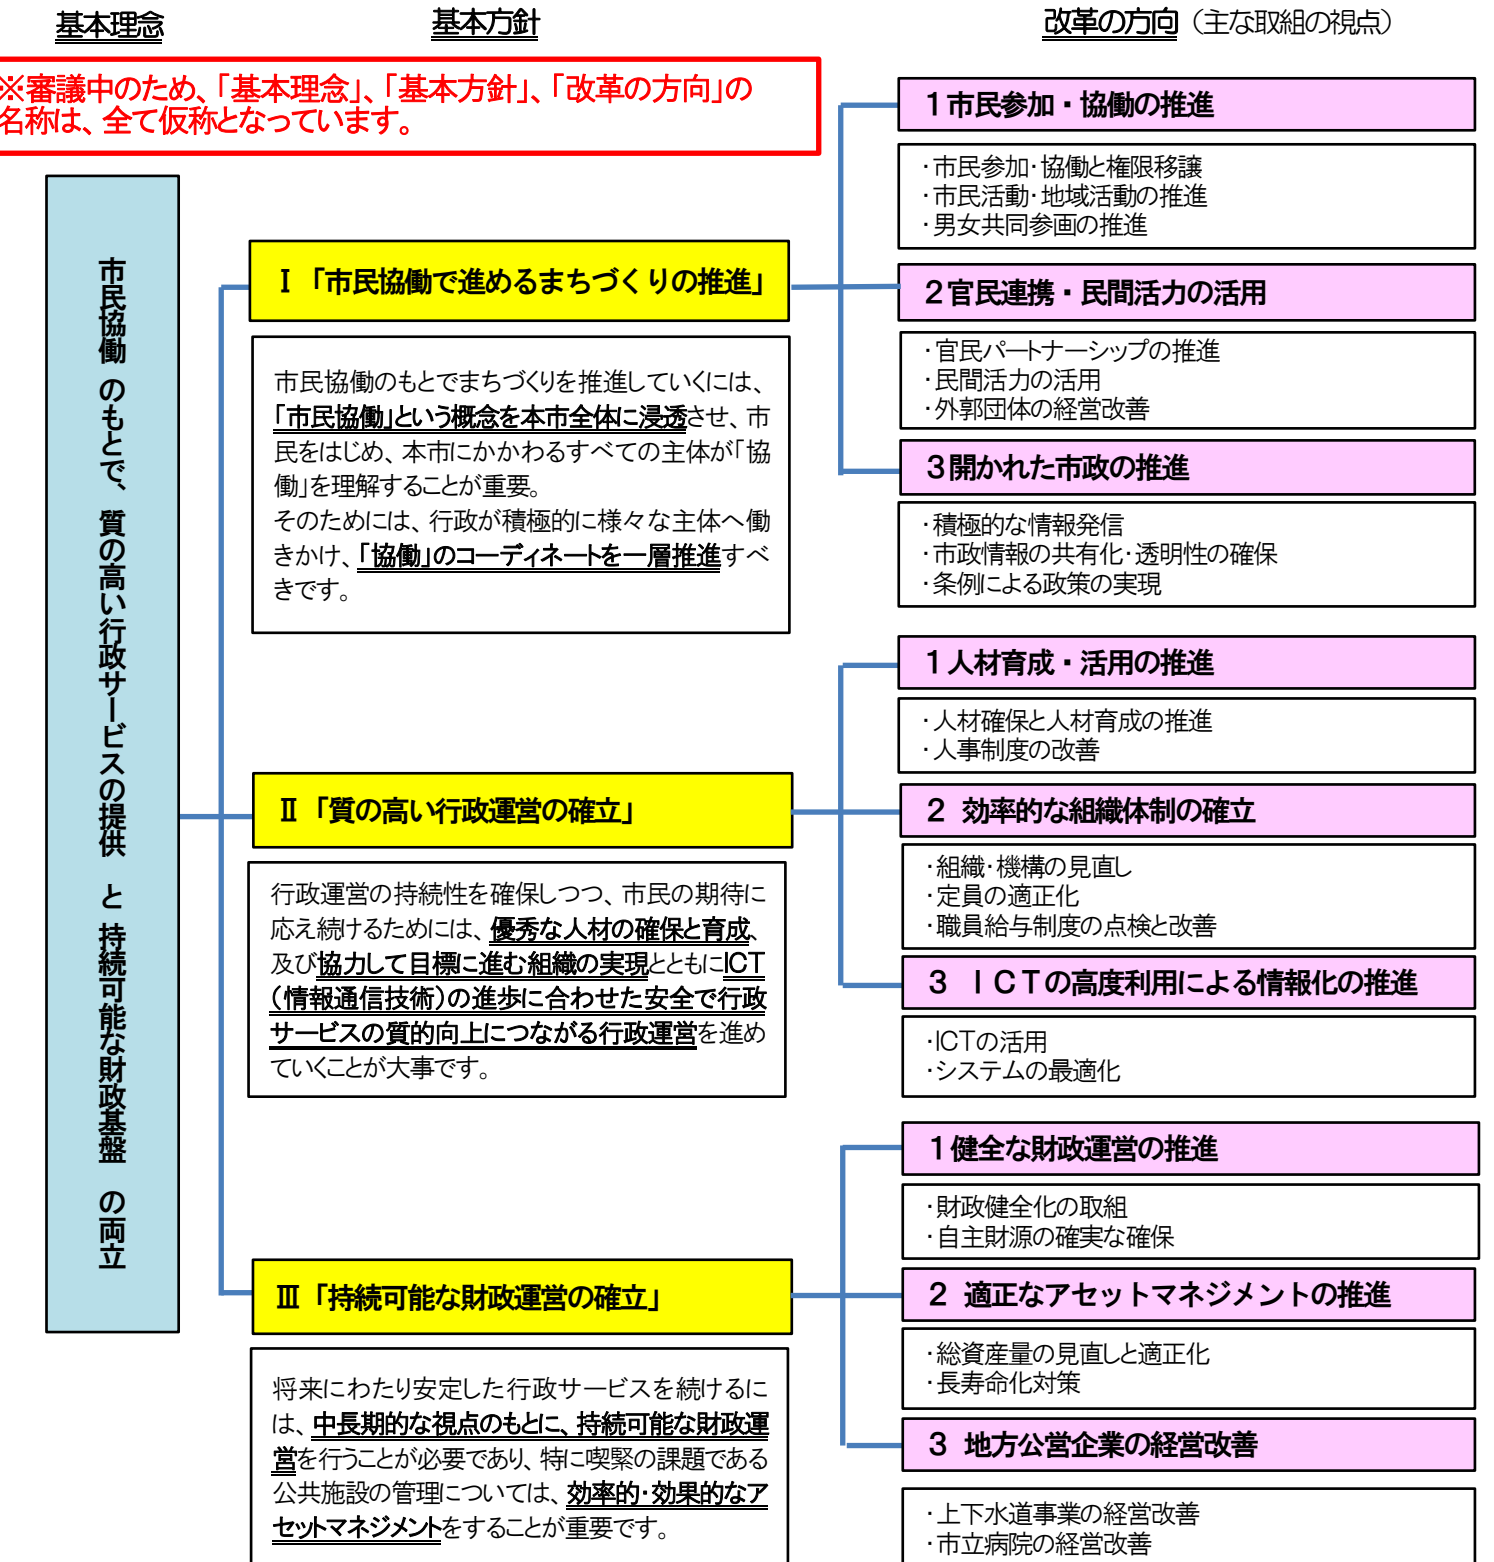 基本理念
基本方針
改革の方向（主な取組の視点）
※審議中のため、「基本理念」、「基本方針」、「改革の方向」の
名称は、全て仮称となっています。
市民協働 のもとで、質の高い行政サービスの提供 と 持続可能な財政基盤 の両立
Ⅰ「市民協働で進めるまちづくりの推進」
市民協働のもとでまちづくりを推進していくには、
「市民協働」という概念を本市全体に浸透させ、市
民をはじめ、本市にかかわるすべての主体が「協
働」を理解することが重要。
そのためには、行政が積極的に様々な主体へ働
きかけ、「協働」のコーディネートを一層推進すべ
きです。
1市民参加・協働の推進
・市民参加・協働と権限移譲
・市民活動・地域活動の推進
・男女共同参画の推進
２官民連携・民間活力の活用
・官民パートナーシップの推進
・民間活力の活用
・外郭団体の経営改善
３開かれた市政の推進
・積極的な情報発信
・市政情報の共有化・透明性の確保
・条例による政策の実現
Ⅱ「質の高い行政運営の確立」
行政運営の持続性を確保しつつ、市民の期待に
応え続けるためには、優秀な人材の確保と育成、
及び協力して目標に進む組織の実現とともにICT
（情報通信技術）の進歩に合わせた安全で行政
サービスの質的向上につながる行政運営を進め
ていくことが大事です。
1人材育成・活用の推進
・人材確保と人材育成の推進
・人事制度の改善
２ 効率的な組織体制の確立
・組織・機構の見直し
・定員の適正化
・職員給与制度の点検と改善
３ ＩＣＴの高度利用による情報化の推進
・ICTの活用
・システムの最適化
Ⅲ「持続可能な財政運営の確立」
将来にわたり安定した行政サービスを続けるに
は、中長期的な視点のもとに、持続可能な財政運
営を行うことが必要であり、特に喫緊の課題である
公共施設の管理については、効率的・効果的なア
セットマネジメントをすることが重要です。
1健全な財政運営の推進
・財政健全化の取組
・自主財源の確実な確保
２ 適正なアセットマネジメントの推進
・総資産量の見直しと適正化
・長寿命化対策
３ 地方公営企業の経営改善
・上下水道事業の経営改善
・市立病院の経営改善